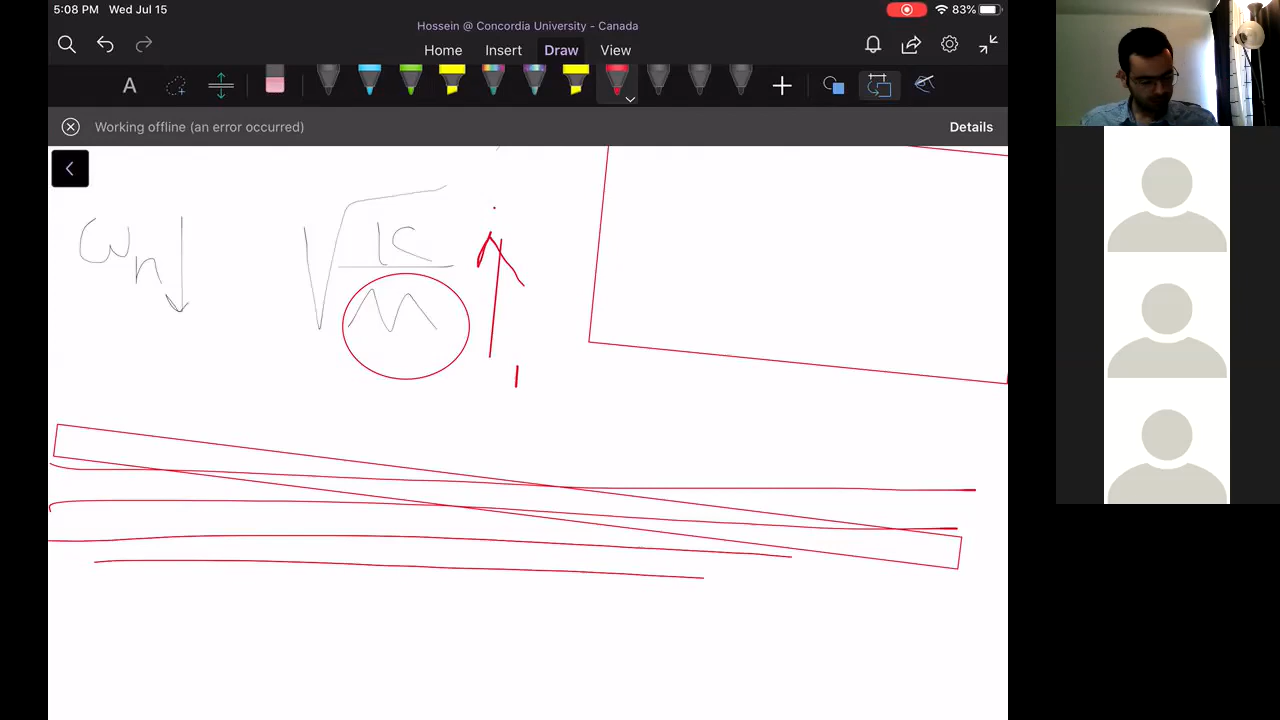 5:08 PM Wed Jul 15
83%
Hossein @ Concordia University - Canada
Home Insert Draw View
A
Working offline (an error occurred)
Details
ωn↓ √K/M ↑